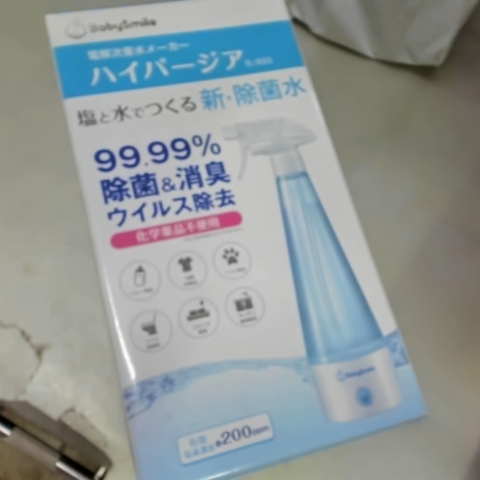 BabySmile
電解次亜水メーカー
ハイパージア
塩と水でつくる 新・除菌水
99.99%
除菌&消臭
ウイルス除去
化学薬品不使用
BabySmile
200ppm